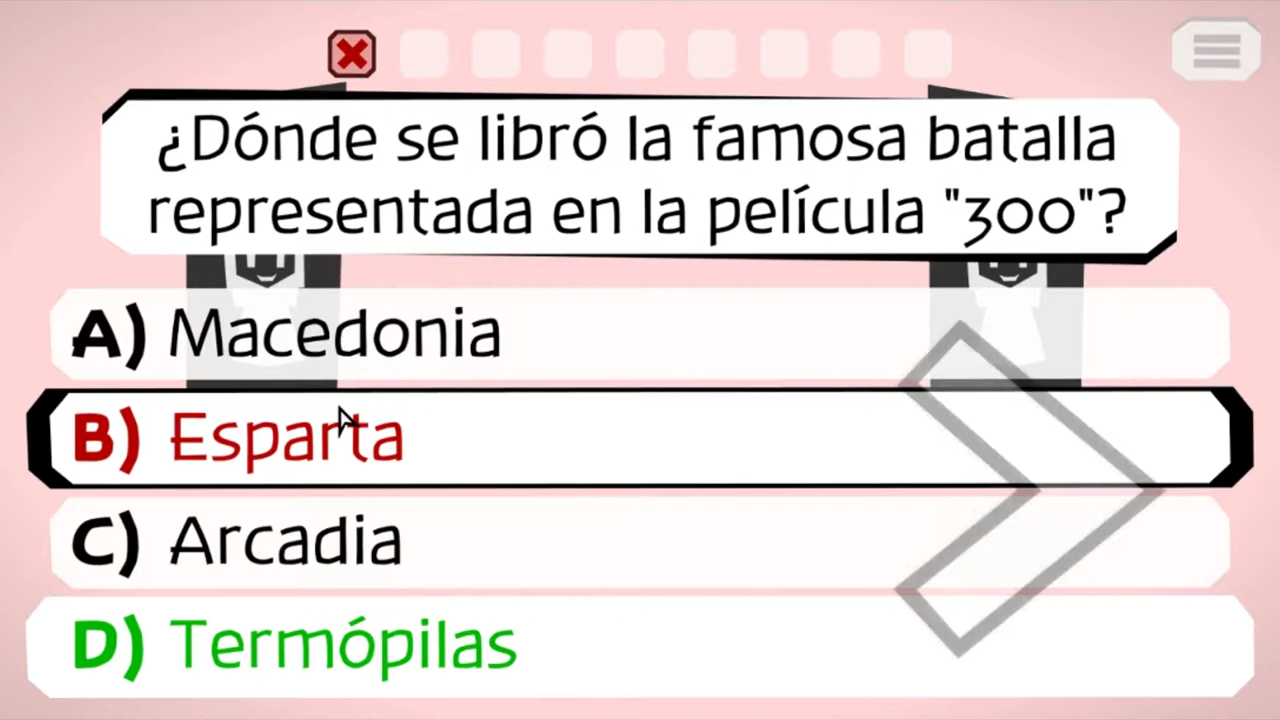 ¿Dónde se libró la famosa batalla
representada en la película "300"?
A) Macedonia
B) Esparta
C) Arcadia
D) Termópilas